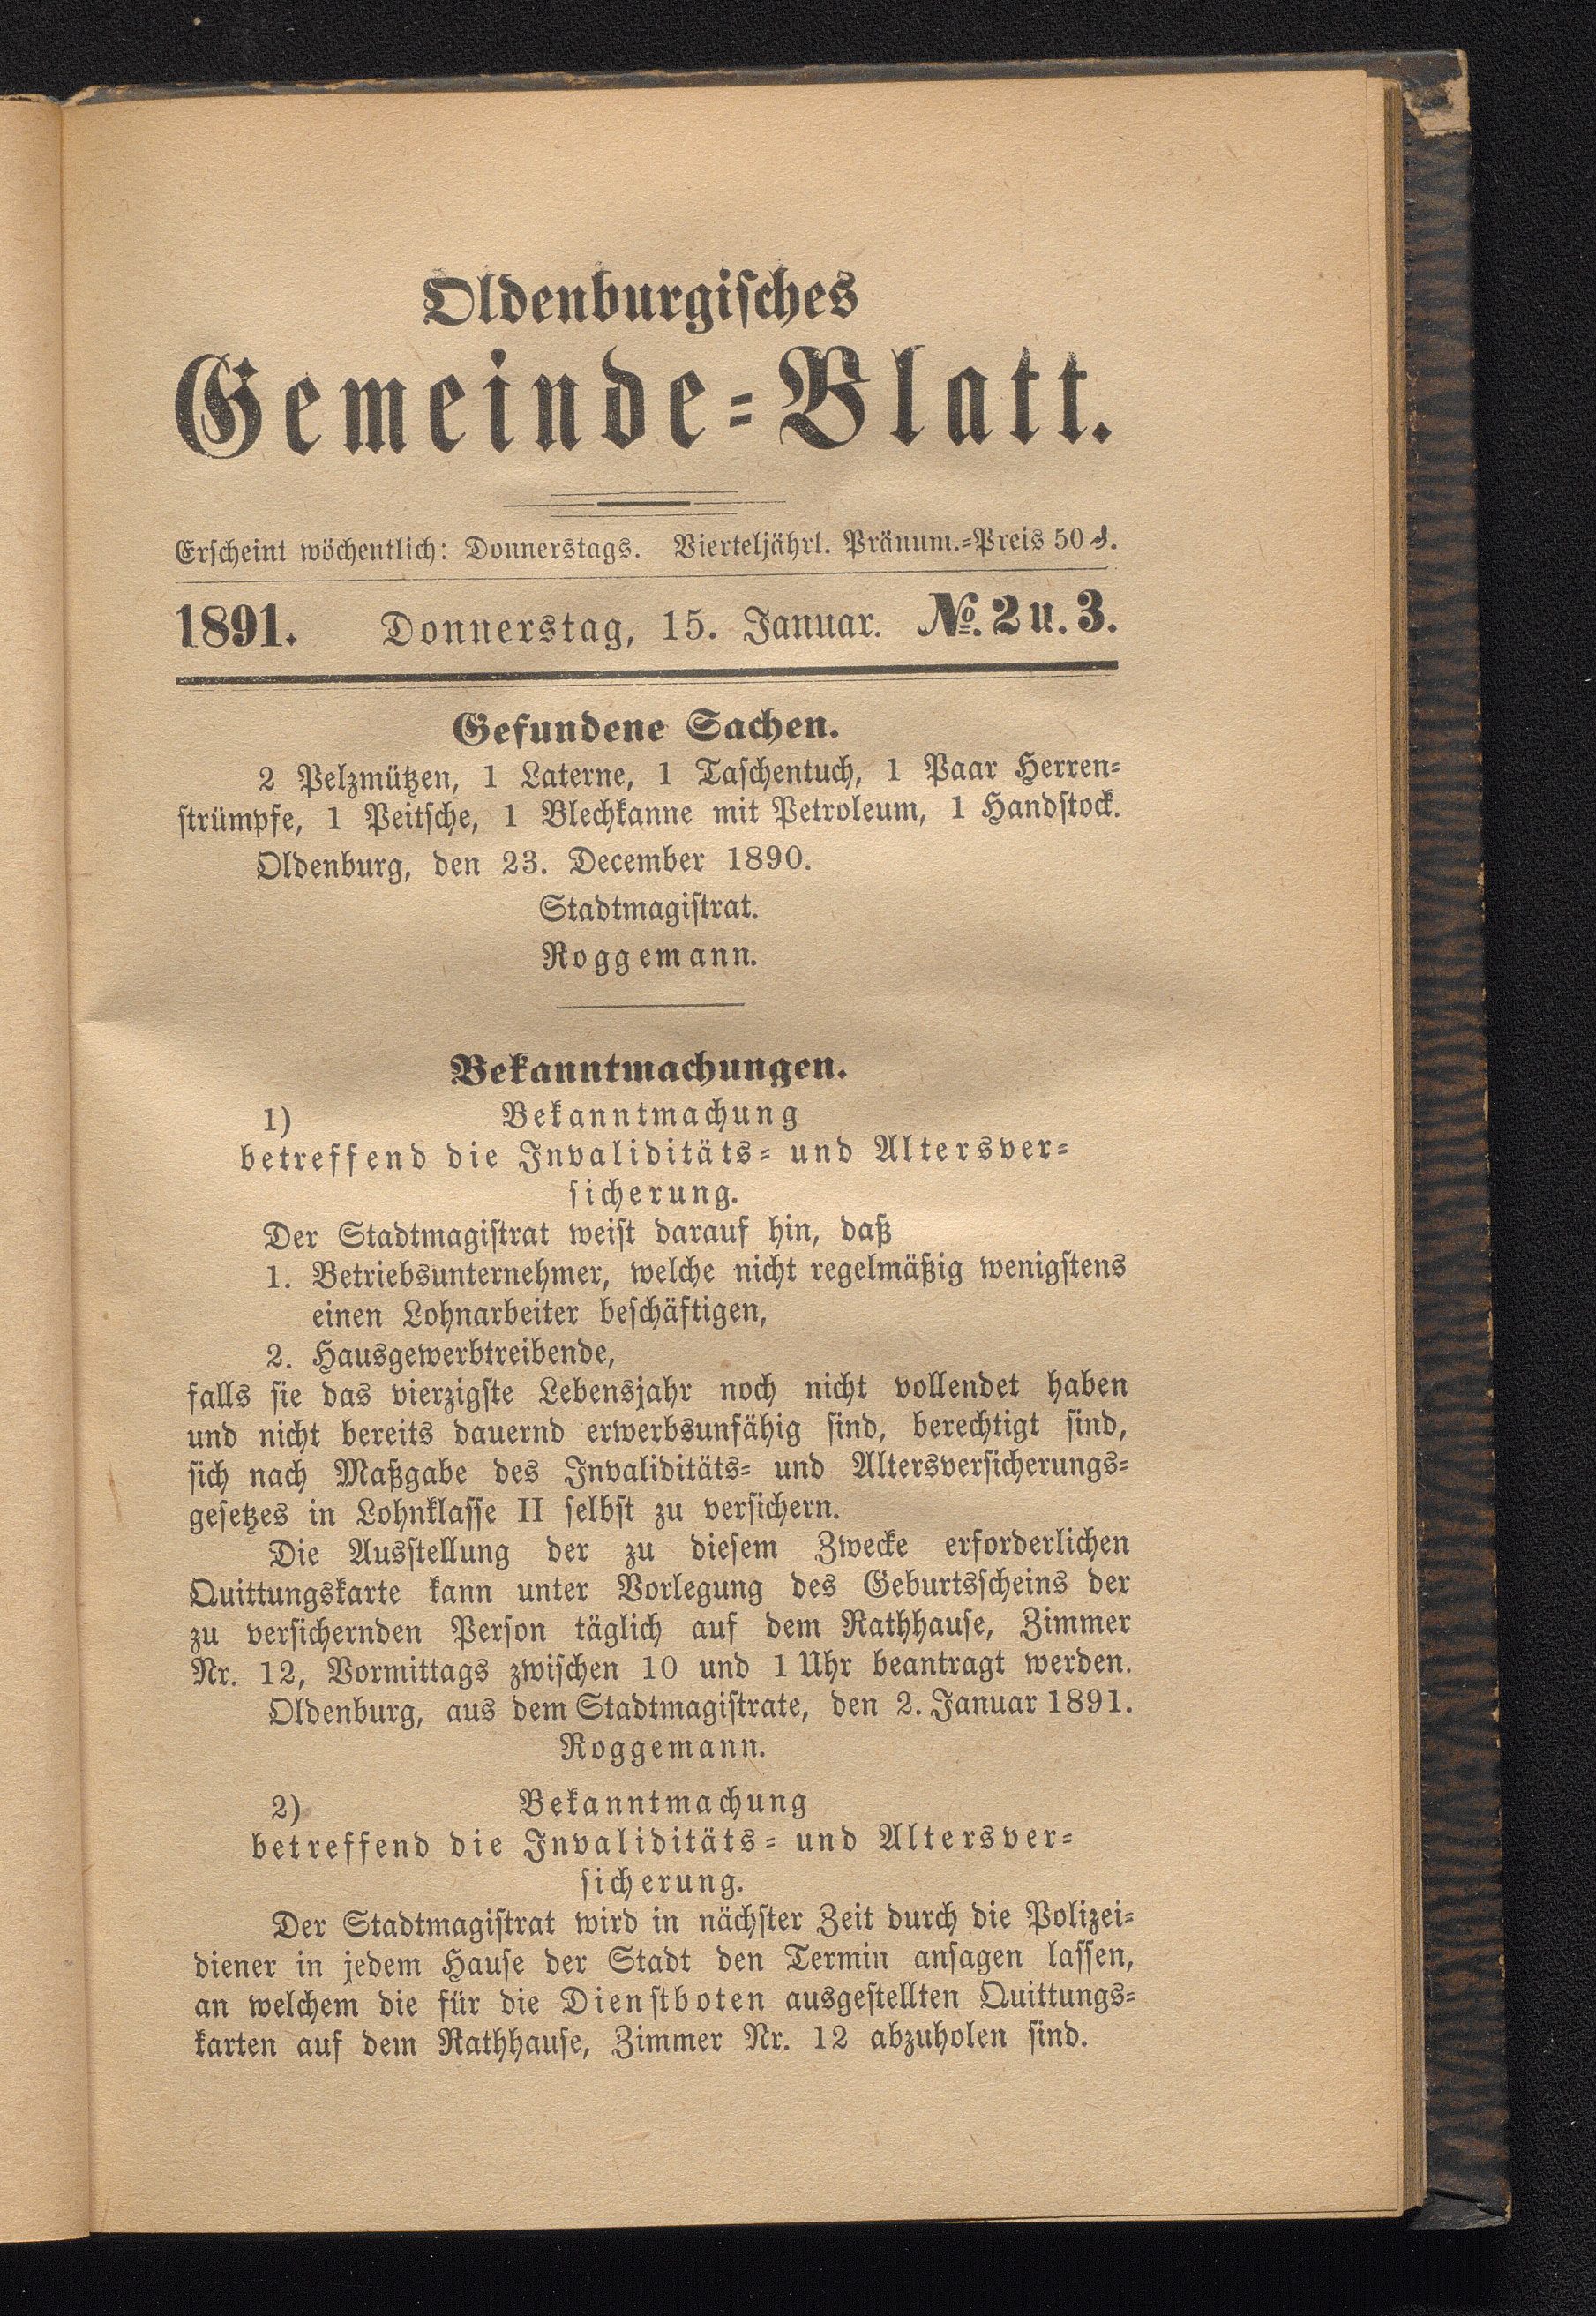 Oldenburgisches
Gemeinde-Blatt.
Erscheint wöchentlich: Donnerstags. Vierteljährl. Pränum.-Preis 50 ₰.
1891. Donnerstag, 15. Januar. No. 2 u. 3.
Gefundene Sachen.
2 Pelzmützen, 1 Laterne, 1 Taschentuch, 1 Paar Herren-
strümpfe, 1 Peitsche, 1 Blechkanne mit Petroleum, 1 Handstock.
Oldenburg, den 23. December 1890.
Stadtmagistrat.
Roggemann.
Bekanntmachungen.
1) Bekanntmachung
betreffend die Invaliditäts- und Altersver-
sicherung.
Der Stadtmagistrat weist darauf hin, daß
1. Betriebsunternehmer, welche nicht regelmäßig wenigstens
einen Lohnarbeiter beschäftigen,
2. Hausgewerbtreibende,
falls sie das vierzigste Lebensjahr noch nicht vollendet haben
und nicht bereits dauernd erwerbsunfähig sind, berechtigt sind,
sich nach Maßgabe des Invaliditäts- und Altersversicherungs-
gesetzes in Lohnklasse II selbst zu versichern.
Die Ausstellung der zu diesem Zwecke erforderlichen
Quittungskarte kann unter Vorlegung des Geburtsscheins der
zu versichernden Person täglich auf dem Rathhause, Zimmer
Nr. 12, Vormittags zwischen 10 und 1 Uhr beantragt werden.
Oldenburg, aus dem Stadtmagistrate, den 2. Januar 1891.
Roggemann.
2) Bekanntmachung
betreffend die Invaliditäts- und Altersver-
sicherung.
Der Stadtmagistrat wird in nächster Zeit durch die Polizei-
diener in jedem Hause der Stadt den Termin ansagen lassen,
an welchem die für die Dienstboten ausgestellten Quittungs-
karten auf dem Rathhause, Zimmer Nr. 12 abzuholen sind.